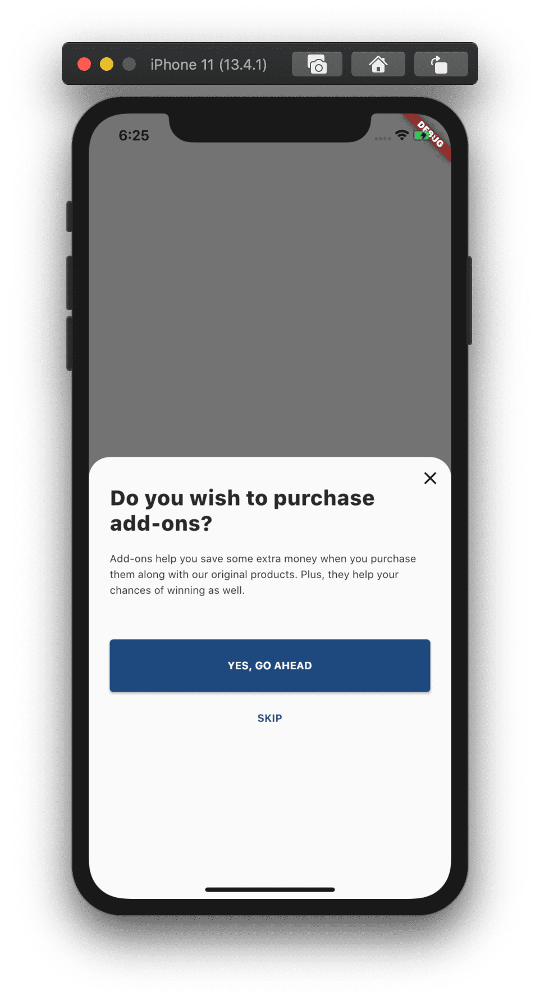 iPhone 11 (13.4.1)
6:25
DEBUG
Do you wish to purchase
add-ons?
Add-ons help you save some extra money when you purchase
them along with our original products. Plus, they help your
chances of winning as well.
YES, GO AHEAD
SKIP